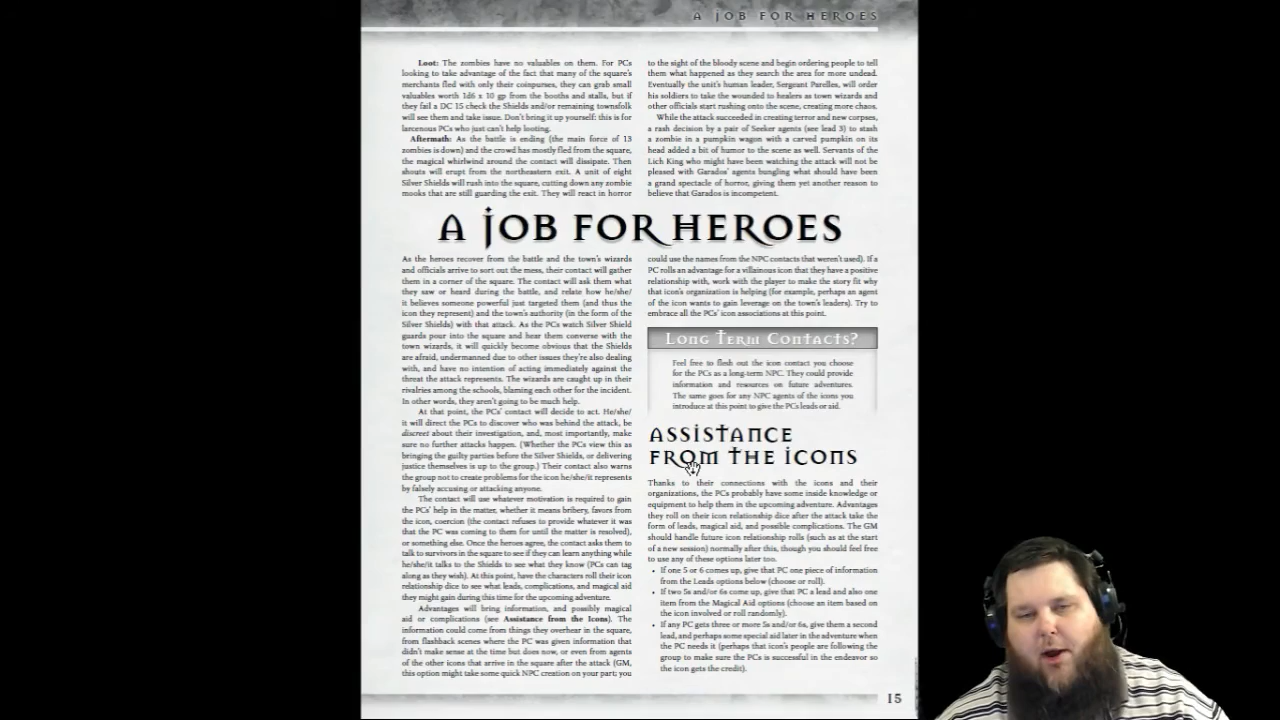 A JOB FOR HEROES
Loot: The zombies have no valuables on them. For PCs
looking to take advantage of the fact that many of the square's
merchants fled with only their coinpurses, they can grab small
valuables worth 1d6 x 10 gp from the booths and stalls, but if
they fail a DC 15 check the Shields and/or remaining townsfolk
will see them and take issue. Don't bring it up yourself: this is for
larcenous PCs who just can't help looting.
Aftermath: As the battle is ending (the main force of 13
zombies is down) and the crowd has mostly fled from the square,
the magical whirlwind around the contact will dissipate. Then
shouts will erupt from the northeastern exit. A unit of eight
Silver Shields will rush into the square, cutting down any zombie
mooks that are still guarding the exit. They will react in horror
to the sight of the bloody scene and begin ordering people to tell
them what happened as they search the area for more undead.
Eventually the unit's human leader, Sergeant Parelles, will order
his soldiers to take the wounded to healers as town wizards and
other officials start rushing onto the scene, creating more chaos.
While the attack succeeded in creating terror and new corpses,
a rash decision by a pair of Seeker agents (see lead 3) to stash
a zombie in a pumpkin wagon with a carved pumpkin on its
head added a bit of humor to the scene as well. Servants of the
Lich King who might have been watching the attack will not be
pleased with Garados' agents bungling what should have been
a grand spectacle of horror, giving them yet another reason to
believe that Garados is incompetent.
A JOB FOR HEROES
As the heroes recover from the battle and the town's wizards
and officials arrive to sort out the mess, their contact will gather
them in a corner of the square. The contact will ask them what
they saw or heard during the battle, and relate how he/she/
it believes someone powerful just targeted them (and thus the
icon they represent) and the town's authority (in the form of the
Silver Shields) with that attack. As the PCs watch Silver Shield
guards pour into the square and hear them converse with the
town wizards, it will quickly become obvious that the Shields
are afraid, undermanned due to other issues they're also dealing
with, and have no intention of acting immediately against the
threat the attack represents. The wizards are caught up in their
rivalries among the schools, blaming each other for the incident.
In other words, they aren't going to be much help.
At that point, the PCs' contact will decide to act. He/she/
it will direct the PCs to discover who was behind the attack, be
discreet about their investigation, and, most importantly, make
sure no further attacks happen. (Whether the PCs view this as
bringing the guilty parties before the Silver Shields, or delivering
justice themselves is up to the group.) Their contact also warns
the group not to create problems for the icon he/she/it represents
by falsely accusing or attacking anyone.
The contact will use whatever motivation is required to gain
the PCs' help in the matter, whether it means bribery, favors from
the icon, coercion (the contact refuses to provide whatever it was
that the PC was coming to them for until the matter is resolved),
or something else. Once the heroes agree, the contact asks them to
talk to survivors in the square to see if they can learn anything while
he/she/it talks to the Shields to see what they know (PCs can tag
along as they wish). At this point, have the characters roll their icon
relationship dice to see what leads, complications, and magical aid
they might gain during this time for the upcoming adventure.
Advantages will bring information, and possibly magical
aid or complications (see Assistance from the Icons). The
information could come from things they overhear in the square,
from flashback scenes where the PC was given information that
didn't make sense at the time but does now, or even from agents
of the other icons that arrive in the square after the attack (GM,
this option might take some quick NPC creation on your part; you
could use the names from the NPC contacts that weren't used). If a
PC rolls an advantage for a villainous icon that they have a positive
relationship with, work with the player to make the story fit why
that icon's organization is helping (for example, perhaps an agent
of the icon wants to gain leverage on the town's leaders). Try to
embrace all the PCs' icon associations at this point.
LONG TERM CONTACTS?
Feel free to flesh out the icon contact you choose
for the PCs as a long-term NPC. They could provide
information and resources on future adventures.
The same goes for any NPC agents of the icons you
introduce at this point to give the PCs leads or aid.
ASSISTANCE
FROM THE ICONS
Thanks to their connections with the icons and their
organizations, the PCs probably have some inside knowledge or
equipment to help them in the upcoming adventure. Advantages
they roll on their icon relationship dice after the attack take the
form of leads, magical aid, and possible complications. The GM
should handle future icon relationship rolls (such as at the start
of a new session) normally after this, though you should feel free
to use any of these options later too.
• If one 5 or 6 comes up, give that PC one piece of information
from the Leads options below (choose or roll).
• If two 5s and/or 6s come up, give that PC a lead and also one
item from the Magical Aid options (choose an item based on
the icon involved or roll randomly).
• If any PC gets three or more 5s and/or 6s, give them a second
lead, and perhaps some special aid later in the adventure when
the PC needs it (perhaps that icon's people are following the
group to make sure the PCs is successful in the endeavor so
the icon gets the credit).
15